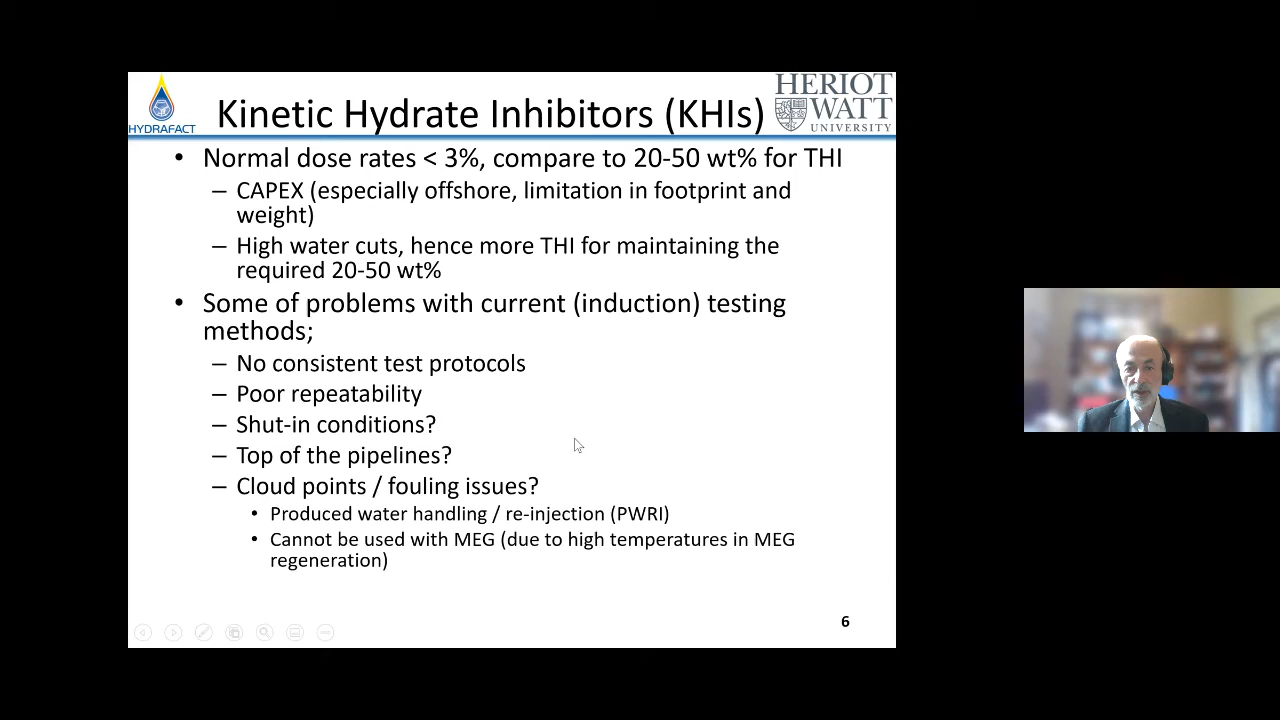 HYDRAFACT
Kinetic Hydrate Inhibitors (KHIs)
HERIOT
WATT
UNIVERSITY
• Normal dose rates < 3%, compare to 20-50 wt% for THI
– CAPEX (especially offshore, limitation in footprint and
weight)
– High water cuts, hence more THI for maintaining the
required 20-50 wt%
• Some of problems with current (induction) testing
methods;
– No consistent test protocols
– Poor repeatability
– Shut-in conditions?
– Top of the pipelines?
– Cloud points / fouling issues?
• Produced water handling / re-injection (PWRI)
• Cannot be used with MEG (due to high temperatures in MEG
regeneration)
6